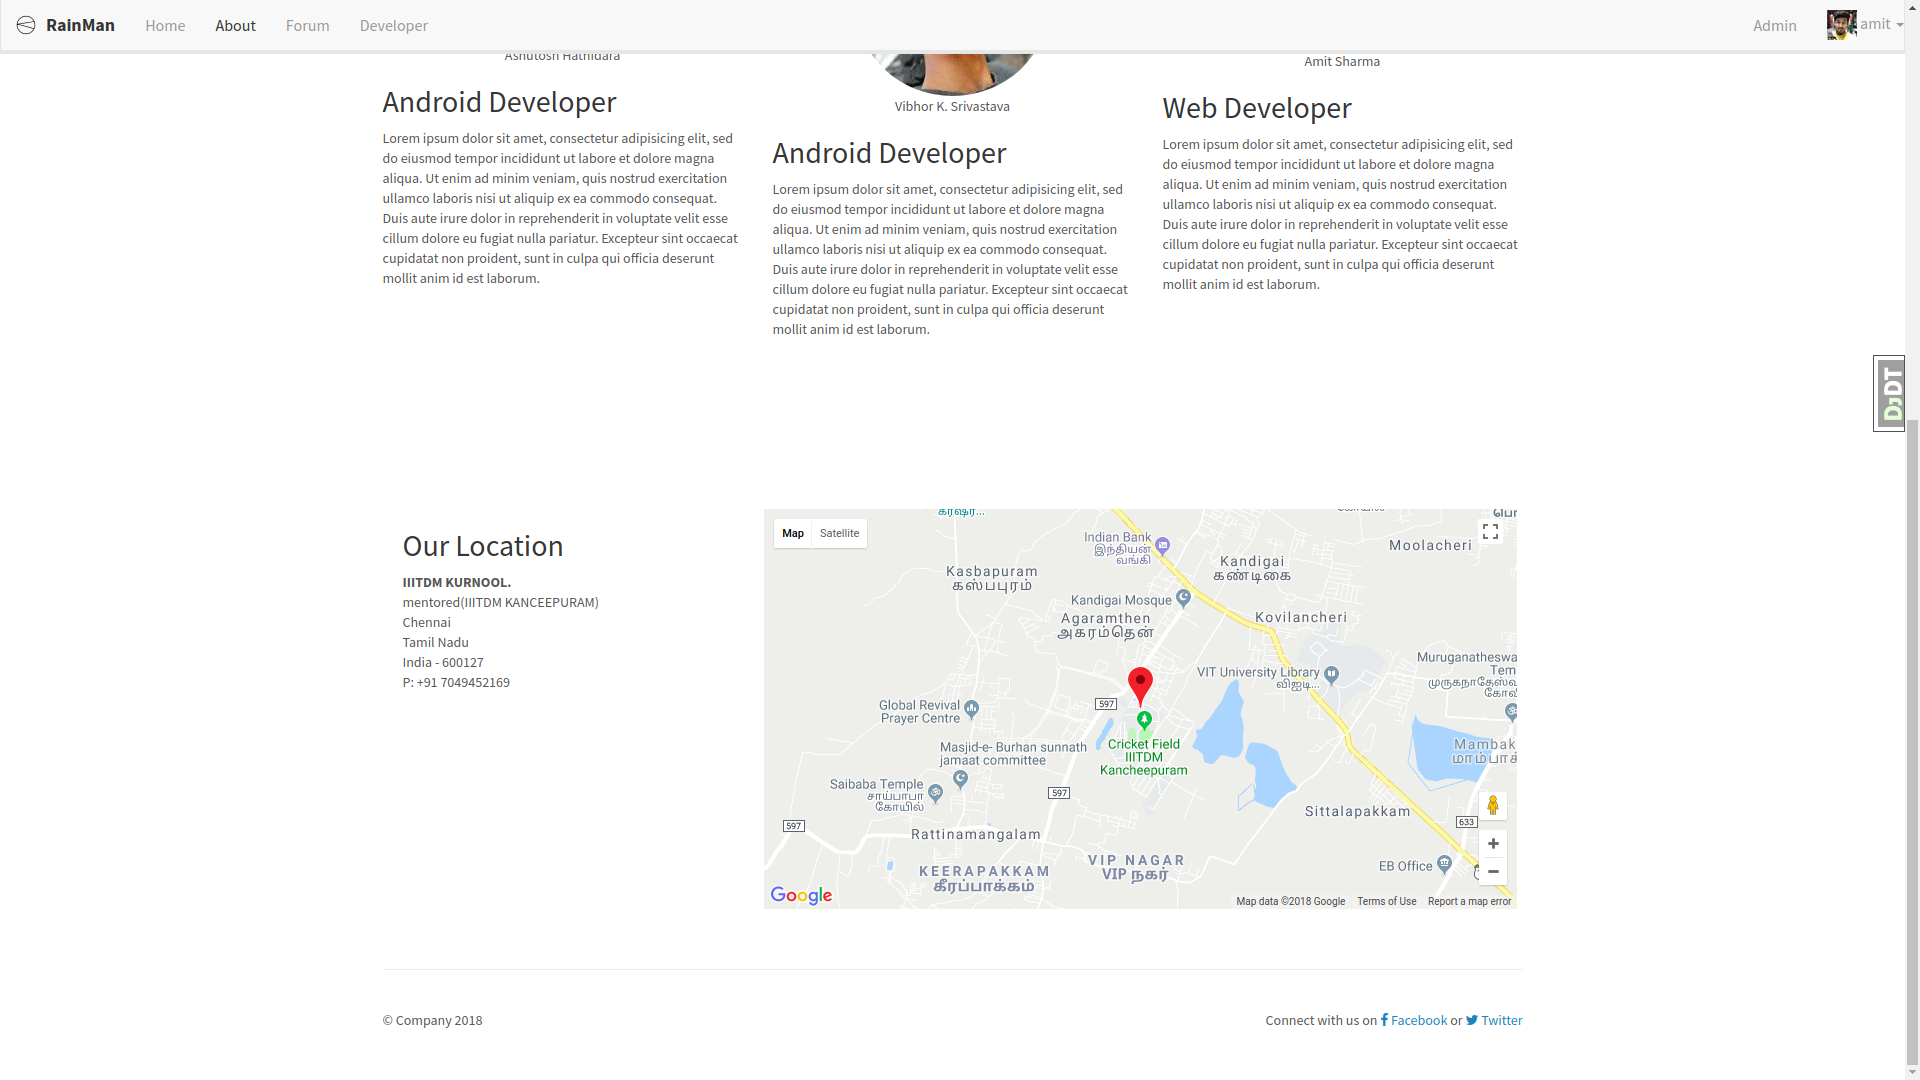 RainMan Home About Forum Developer Admin amit
Ashutosh Hathidara
Android Developer
Lorem ipsum dolor sit amet, consectetur adipisicing elit, sed
do eiusmod tempor incididunt ut labore et dolore magna
aliqua. Ut enim ad minim veniam, quis nostrud exercitation
ullamco laboris nisi ut aliquip ex ea commodo consequat.
Duis aute irure dolor in reprehenderit in voluptate velit esse
cillum dolore eu fugiat nulla pariatur. Excepteur sint occaecat
cupidatat non proident, sunt in culpa qui officia deserunt
mollit anim id est laborum.
Vibhor K. Srivastava
Android Developer
Lorem ipsum dolor sit amet, consectetur adipisicing elit, sed
do eiusmod tempor incididunt ut labore et dolore magna
aliqua. Ut enim ad minim veniam, quis nostrud exercitation
ullamco laboris nisi ut aliquip ex ea commodo consequat.
Duis aute irure dolor in reprehenderit in voluptate velit esse
cillum dolore eu fugiat nulla pariatur. Excepteur sint occaecat
cupidatat non proident, sunt in culpa qui officia deserunt
mollit anim id est laborum.
Amit Sharma
Web Developer
Lorem ipsum dolor sit amet, consectetur adipisicing elit, sed
do eiusmod tempor incididunt ut labore et dolore magna
aliqua. Ut enim ad minim veniam, quis nostrud exercitation
ullamco laboris nisi ut aliquip ex ea commodo consequat.
Duis aute irure dolor in reprehenderit in voluptate velit esse
cillum dolore eu fugiat nulla pariatur. Excepteur sint occaecat
cupidatat non proident, sunt in culpa qui officia deserunt
mollit anim id est laborum.
DJDT
Our Location
IIITDM KURNOOL.
mentored(IIITDM KANCEEPURAM)
Chennai
Tamil Nadu
India - 600127
P: +91 7049452169
Map Satellite
Indian Bank
இந்தியன்
வங்கி
Moolacheri
Kandigai
கண்டிகை
Kasbapuram
கஸ்பபுரம்
Kandigai Mosque
Agaramthen
அகரம்தென்
Kovilancheri
VIT University Library
விஐடி...
Muruganatheswa
Tem
முருகநாதேஸ்வ
கோவி
597
Global Revival
Prayer Centre
Cricket Field
IIITDM
Kancheepuram
Masjid-e- Burhan sunnath
jamaat committee
Mambak
மாம்பாக்
Saibaba Temple
சாய்பாபா
கோயில்
597
597
Sittalapakkam
633
Rattinamangalam
VIP NAGAR
VIP நகர்
KEERAPAKKAM
கீரப்பாக்கம்
EB Office
Google
Map data ©2018 Google Terms of Use Report a map error
© Company 2018
Connect with us on Facebook or Twitter